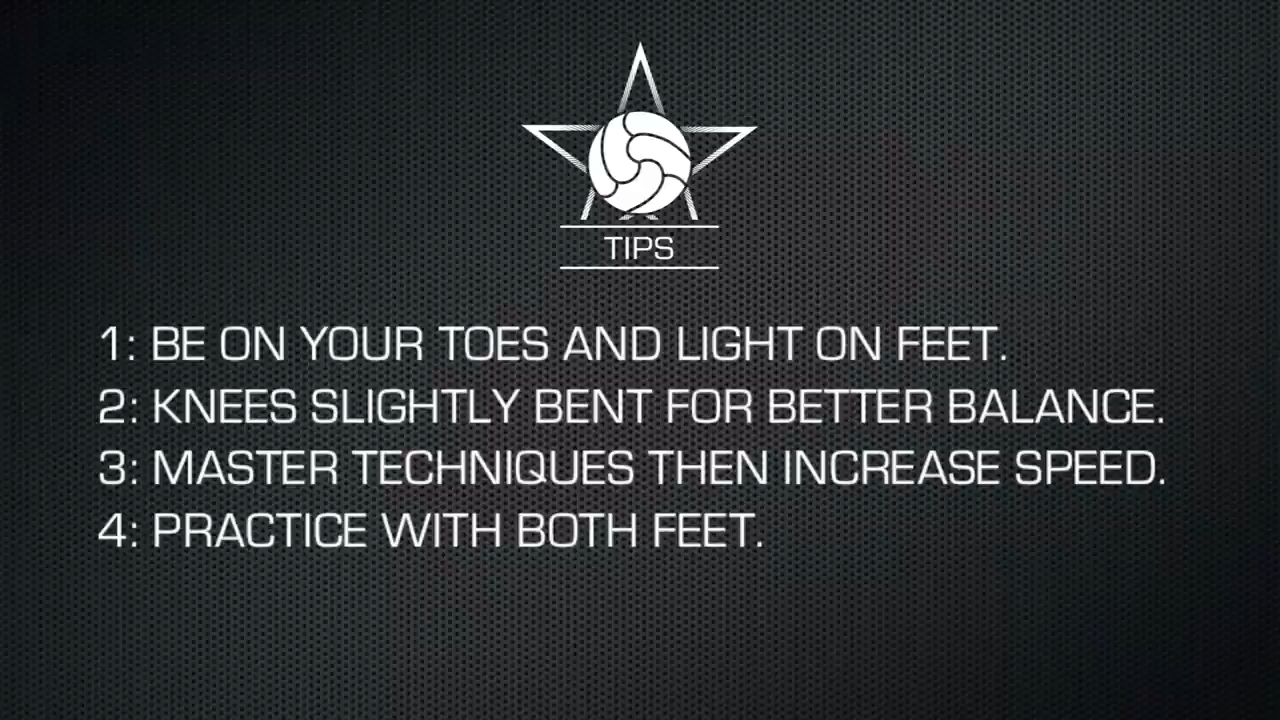 TIPS
1: BE ON YOUR TOES AND LIGHT ON FEET.
2: KNEES SLIGHTLY BENT FOR BETTER BALANCE.
3: MASTER TECHNIQUES THEN INCREASE SPEED.
4: PRACTICE WITH BOTH FEET.